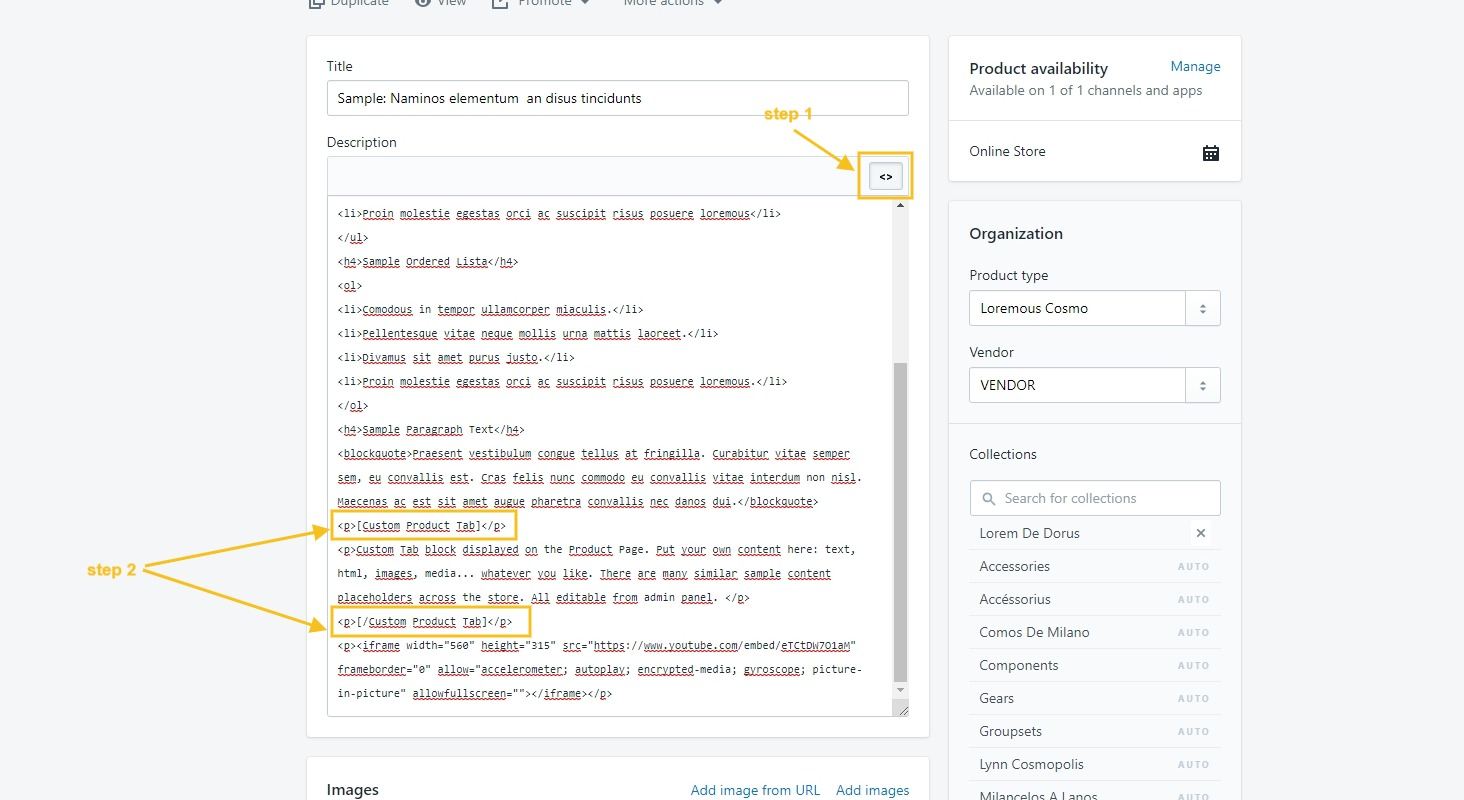 Duplicate View Promote More actions
Title
Sample: Naminos elementum  an disus tincidunts
step 1
Description
<>
<li>Proin molestie egestas orci ac suscipit risus posuere loremous</li>
</ul>
<h4>Sample Ordered Lista</h4>
<ol>
<li>Comodous in tempor ullamcorper miaculis.</li>
<li>Pellentesque vitae neque mollis urna mattis laoreet.</li>
<li>Divamus sit amet purus justo.</li>
<li>Proin molestie egestas orci ac suscipit risus posuere loremous.</li>
</ol>
<h4>Sample Paragraph Text</h4>
<blockquote>Praesent vestibulum congue tellus at fringilla. Curabitur vitae semper
sem, eu convallis est. Cras felis nunc commodo eu convallis vitae interdum non nisl.
Maecenas ac est sit amet augue pharetra convallis nec danos dui.</blockquote>
<p>[Custom Product Tab]</p>
<p>Custom Tab block displayed on the Product Page. Put your own content here: text,
html, images, media... whatever you like. There are many similar sample content
placeholders across the store. All editable from admin panel. </p>
<p>[/Custom Product Tab]</p>
<p><iframe width="560" height="315" src="https://www.youtube.com/embed/eTCtDW7O1aM"
frameborder="0" allow="accelerometer; autoplay; encrypted-media; gyroscope; picture-
in-picture" allowfullscreen=""></iframe></p>
step 2
Images
Add image from URL Add images
Product availability
Manage
Available on 1 of 1 channels and apps
Online Store
Organization
Product type
Loremous Cosmo
Vendor
VENDOR
Collections
Search for collections
Lorem De Dorus ×
Accessories AUTO
Accéssorius AUTO
Comos De Milano AUTO
Components AUTO
Gears AUTO
Groupsets AUTO
Lynn Cosmopolis AUTO
Milancelos A Lanos AUTO